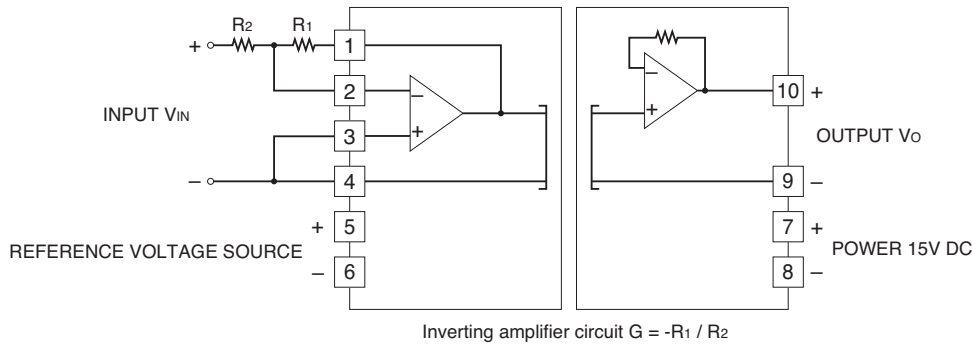 R2 R1
+ 1
2 − − 10 +
INPUT VIN
3 + + OUTPUT VO
− 4 9 −
+ 5 7 +
REFERENCE VOLTAGE SOURCE POWER 15V DC
− 6 8 −
Inverting amplifier circuit G = -R1 / R2